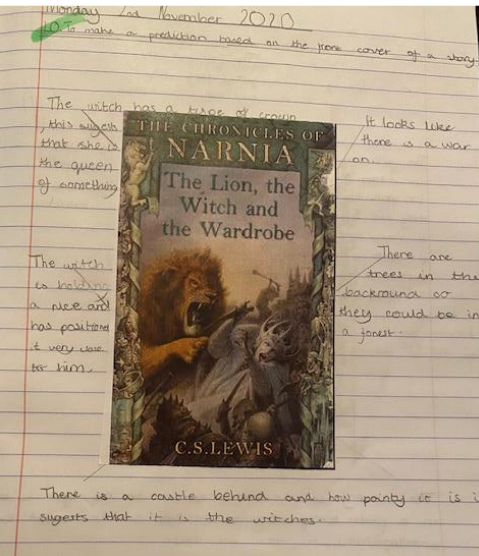 Monday 2nd November 2020
LO: To make a prediction based on the front cover of a story.
The witch has a type of crown
, this sugests
that she is
the queen
of something
It looks like
there is a war
on.
THE CHRONICLES OF
NARNIA
The Lion, the
Witch and
the Wardrobe
The witch
is holding
a nice and
has positioned
it very close
to him.
There are
trees in the
backround so
they could be in
a forest.
C.S.LEWIS
There is a castle behind and how pointy it is i
sugests that it is the witches.